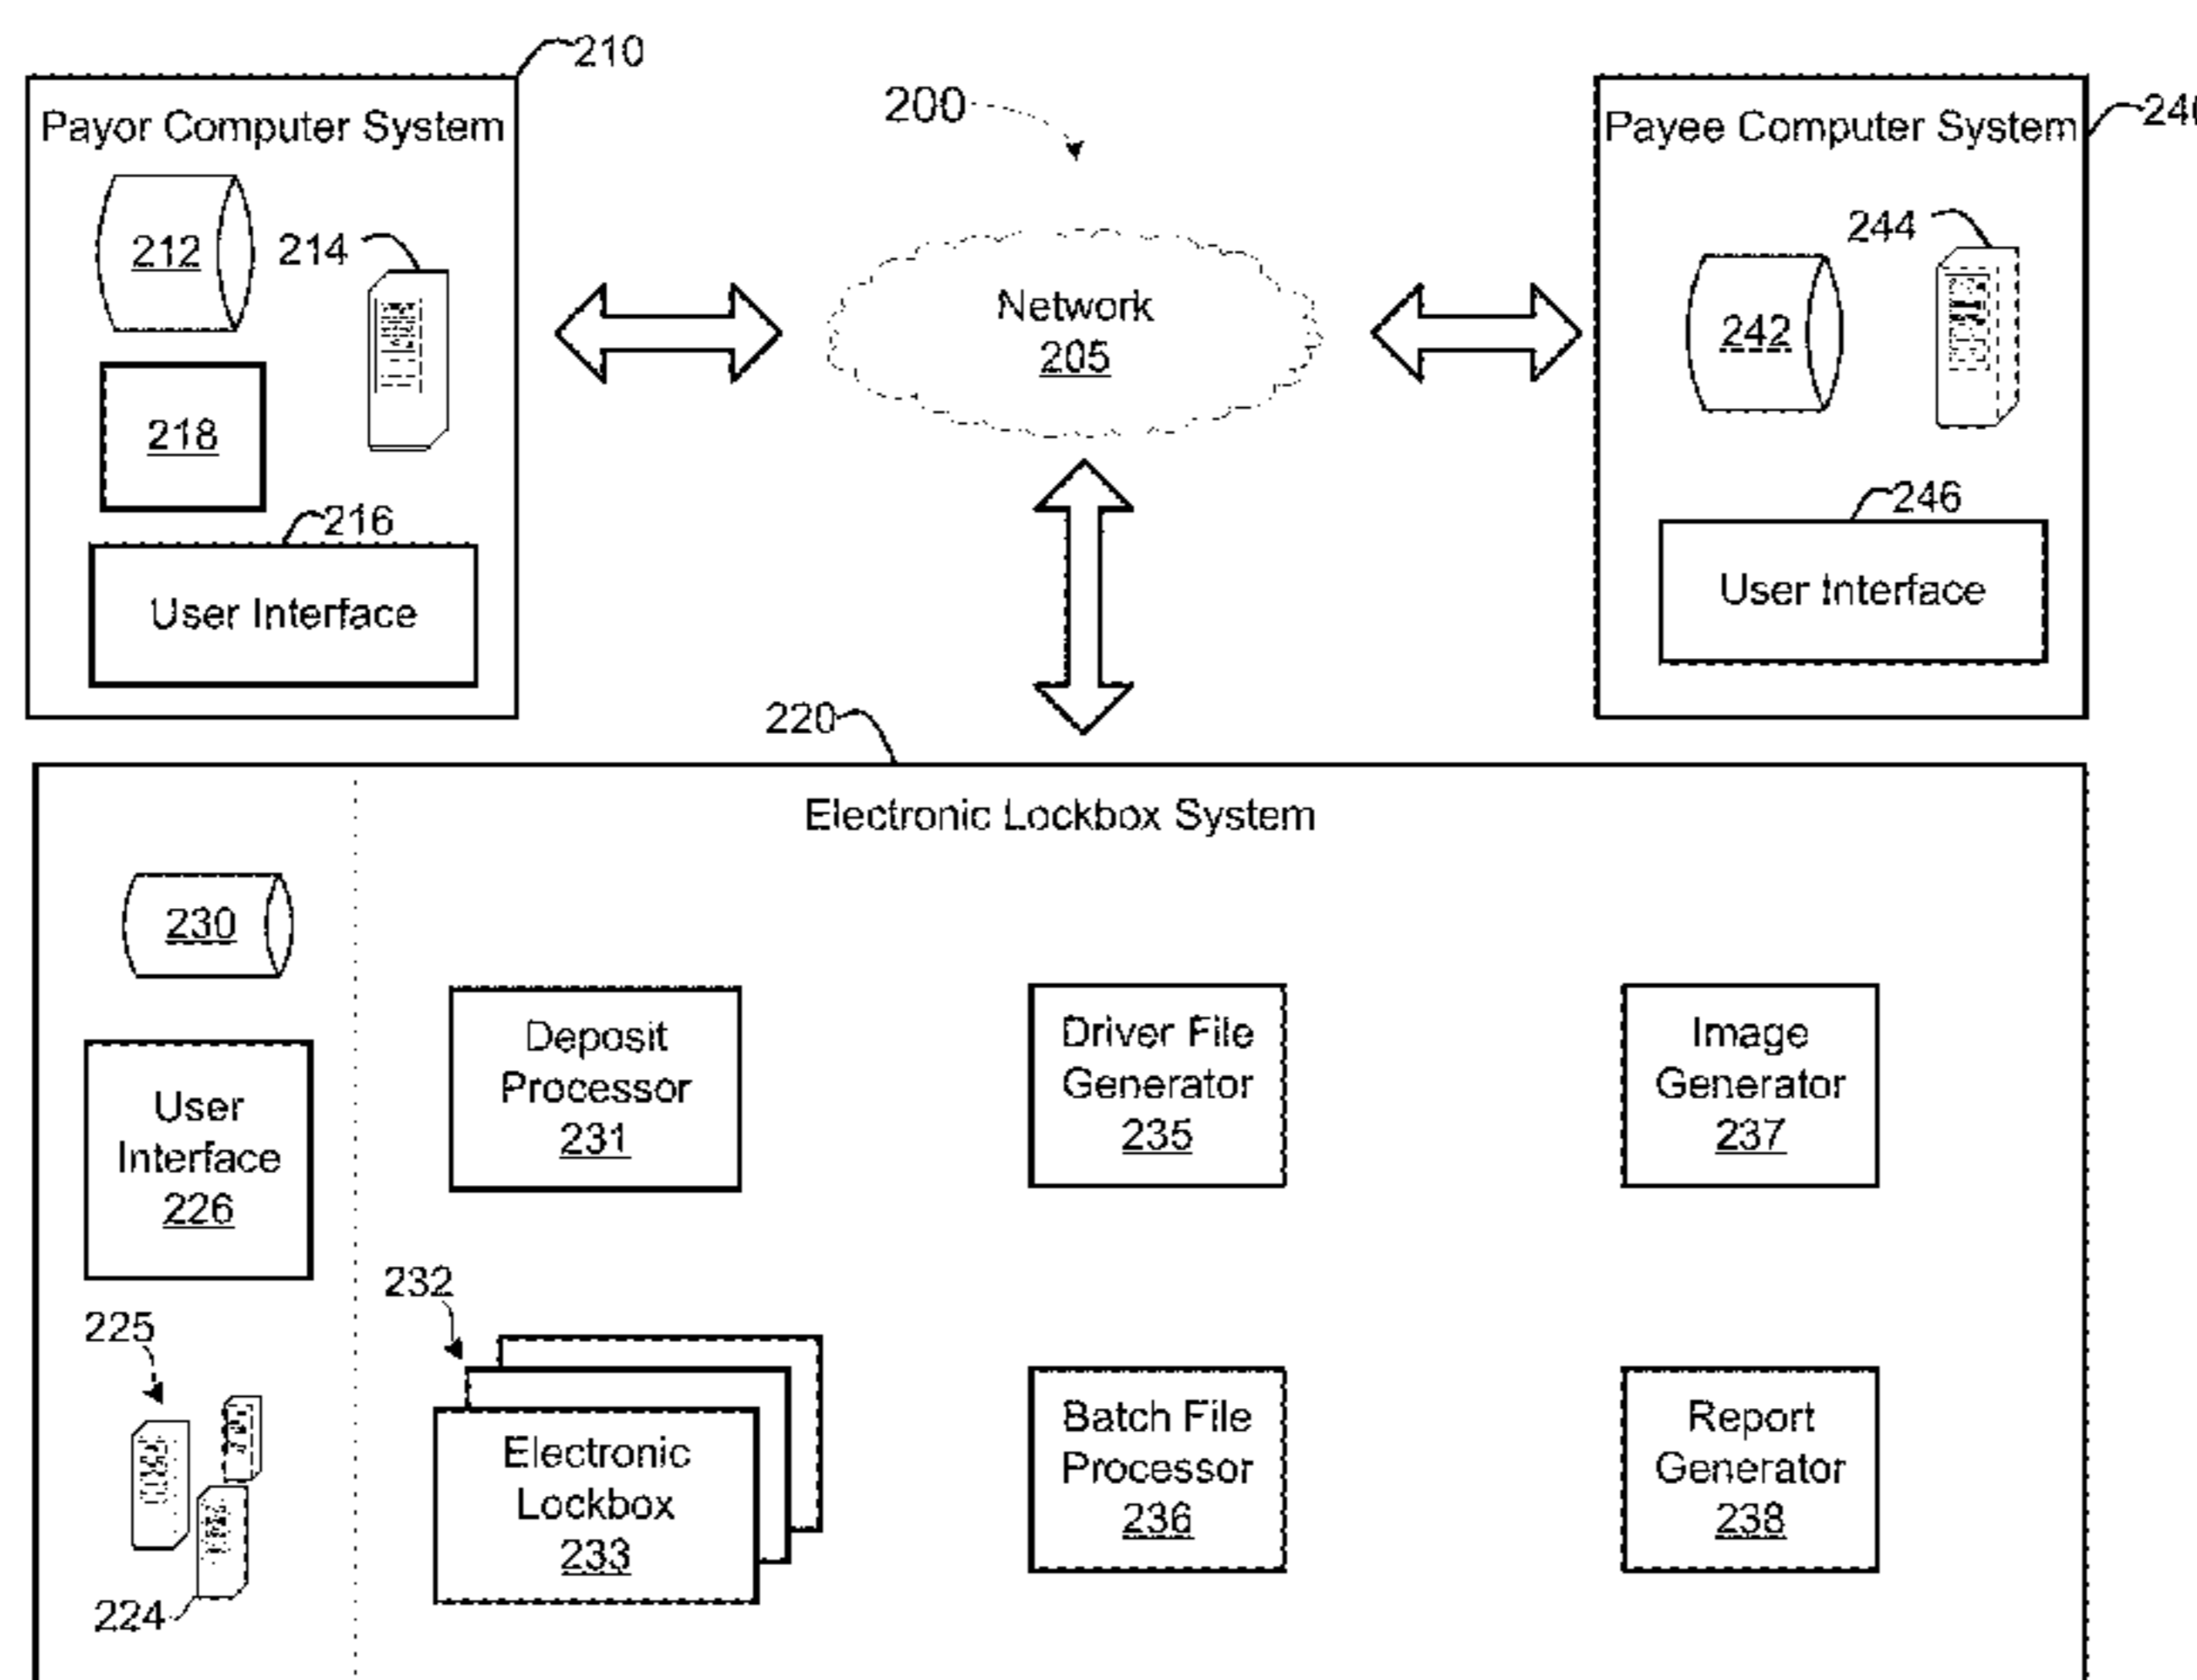 210
200
240
Payor Computer System
Payee Computer System
212
214
244
Network
205
242
218
216
246
User Interface
User Interface
220
Electronic Lockbox System
230
Deposit
Processor
231
Driver File
Generator
235
Image
Generator
237
User
Interface
226
232
225
Electronic
Lockbox
233
Batch File
Processor
236
Report
Generator
238
224